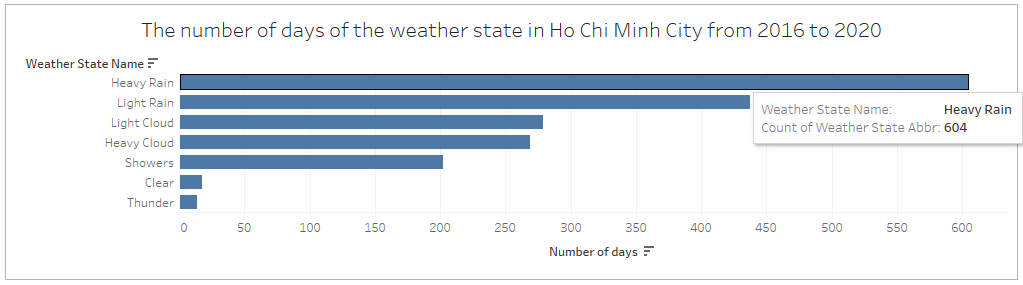 The number of days of the weather state in Ho Chi Minh City from 2016 to 2020
Weather State Name
Heavy Rain
Light Rain
Light Cloud
Heavy Cloud
Showers
Clear
Thunder
Weather State Name: Heavy Rain
Count of Weather State Abbr: 604
0 50 100 150 200 250 300 350 400 450 500 550 600
Number of days